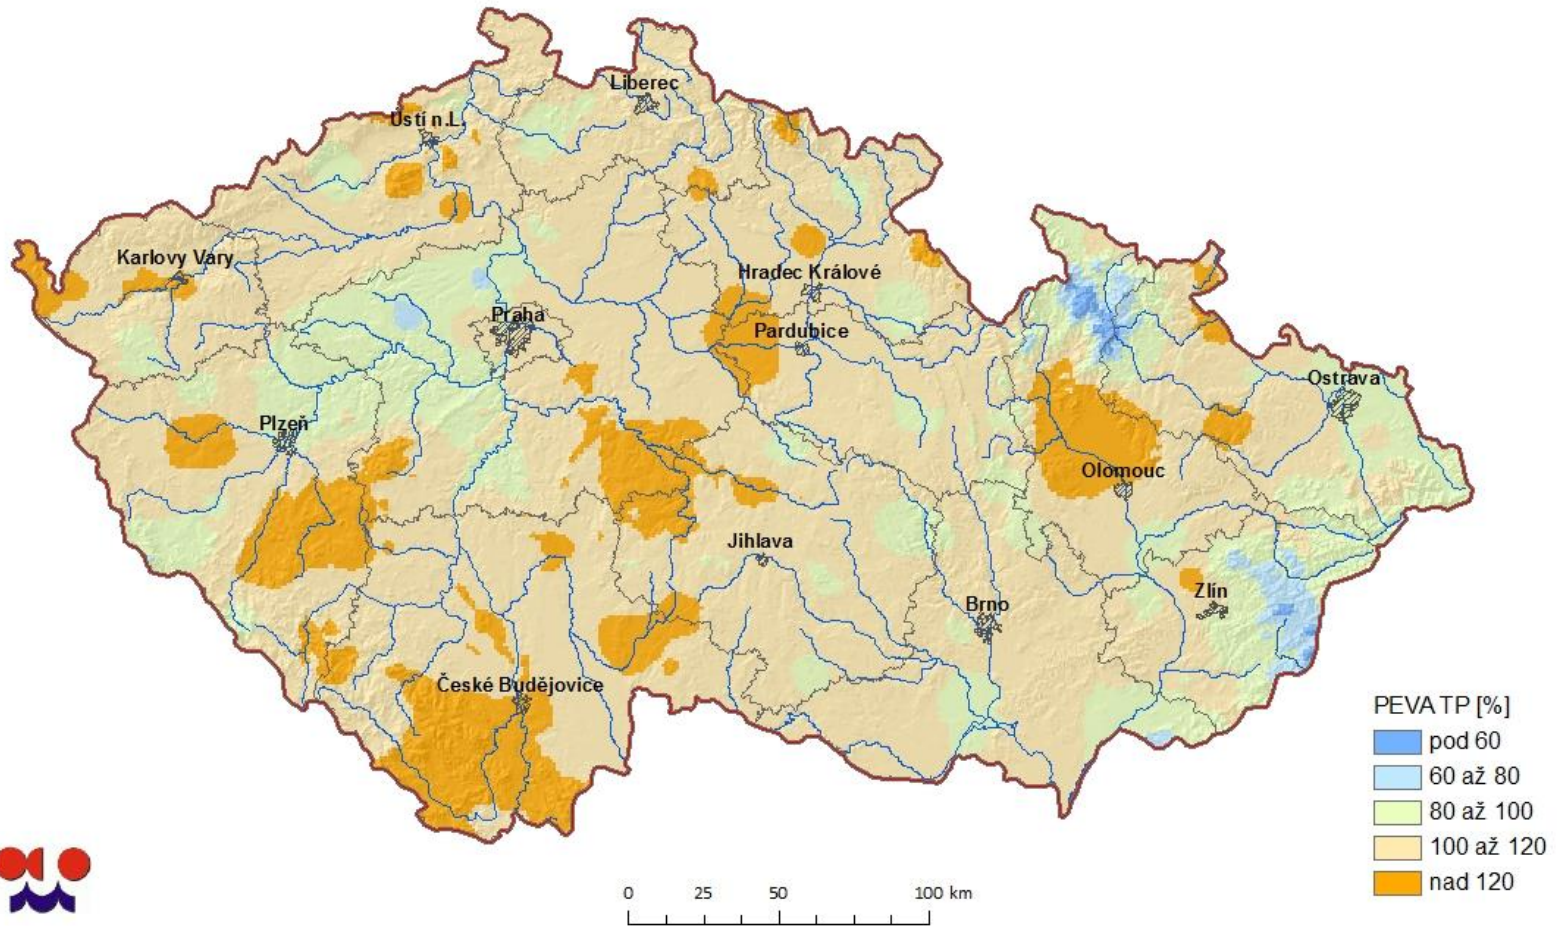 Liberec
Ústí n.L.
Karlovy Vary
Hradec Králové
Praha
Pardubice
Ostrava
Plzeň
Olomouc
Jihlava
Zlín
Brno
České Budějovice
PEVA TP [%]
pod 60
60 až 80
80 až 100
100 až 120
nad 120
0 25 50 100 km